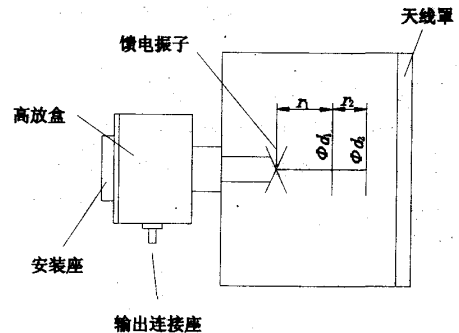 天线罩
馈电振子
r₁ r₂
高放盒
Φd₁ Φd₂
安装座
输出连接座